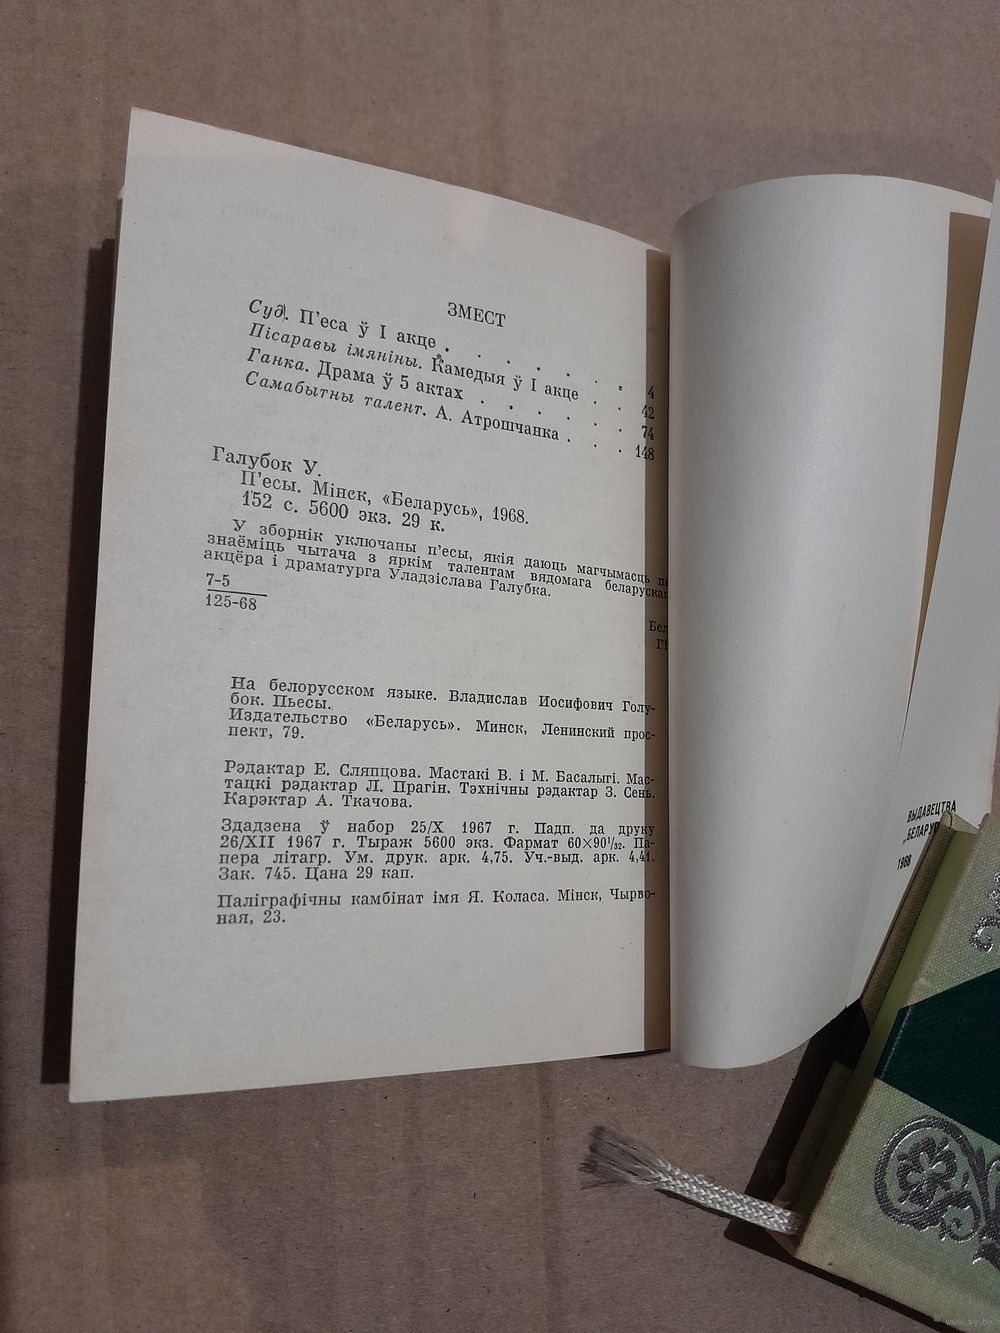 ЗМЕСТ
Суд. П'еса ў I акце . . . . . . . 4
Пісаравы імяніны. Камедыя ў I акце . . 42
Ганка. Драма ў 5 актах . . . . . . 74
Самабытны талент. А. Атрошчанка . . . 148
Галубок У.
П'есы. Мінск, «Беларусь», 1968.
152 с. 5600 экз. 29 к.
У зборнік уключаны п'есы, якія даюць магчымасць
знаёміць чытача з яркім талентам вядомага беларускаг
акцёра і драматурга Уладзіслава Галубка.
7-5
125-68
Бел
На белорусском языке. Владислав Иосифович Голу-
бок. Пьесы.
Издательство «Беларусь». Минск, Ленинский прос-
пект, 79.
Рэдактар Е. Сляпцова. Мастакі В. і М. Басалыгі. Мас-
тацкі рэдактар Л. Прагін. Тэхнічны рэдактар З. Сень.
Карэктар А. Ткачова.
Здадзена ў набор 25/X 1967 г. Падп. да друку
26/XII 1967 г. Тыраж 5600 экз. Фармат 60×90¹/₃₂. Па-
пера літагр. Ум. друк. арк. 4,75. Уч.-выд. арк. 4,41.
Зак. 745. Цана 29 кап.
Паліграфічны камбінат імя Я. Коласа. Мінск, Чырво-
ная, 23.
ВЫДАВЕЦТВА
„БЕЛАРУС
1968
www.ay.by